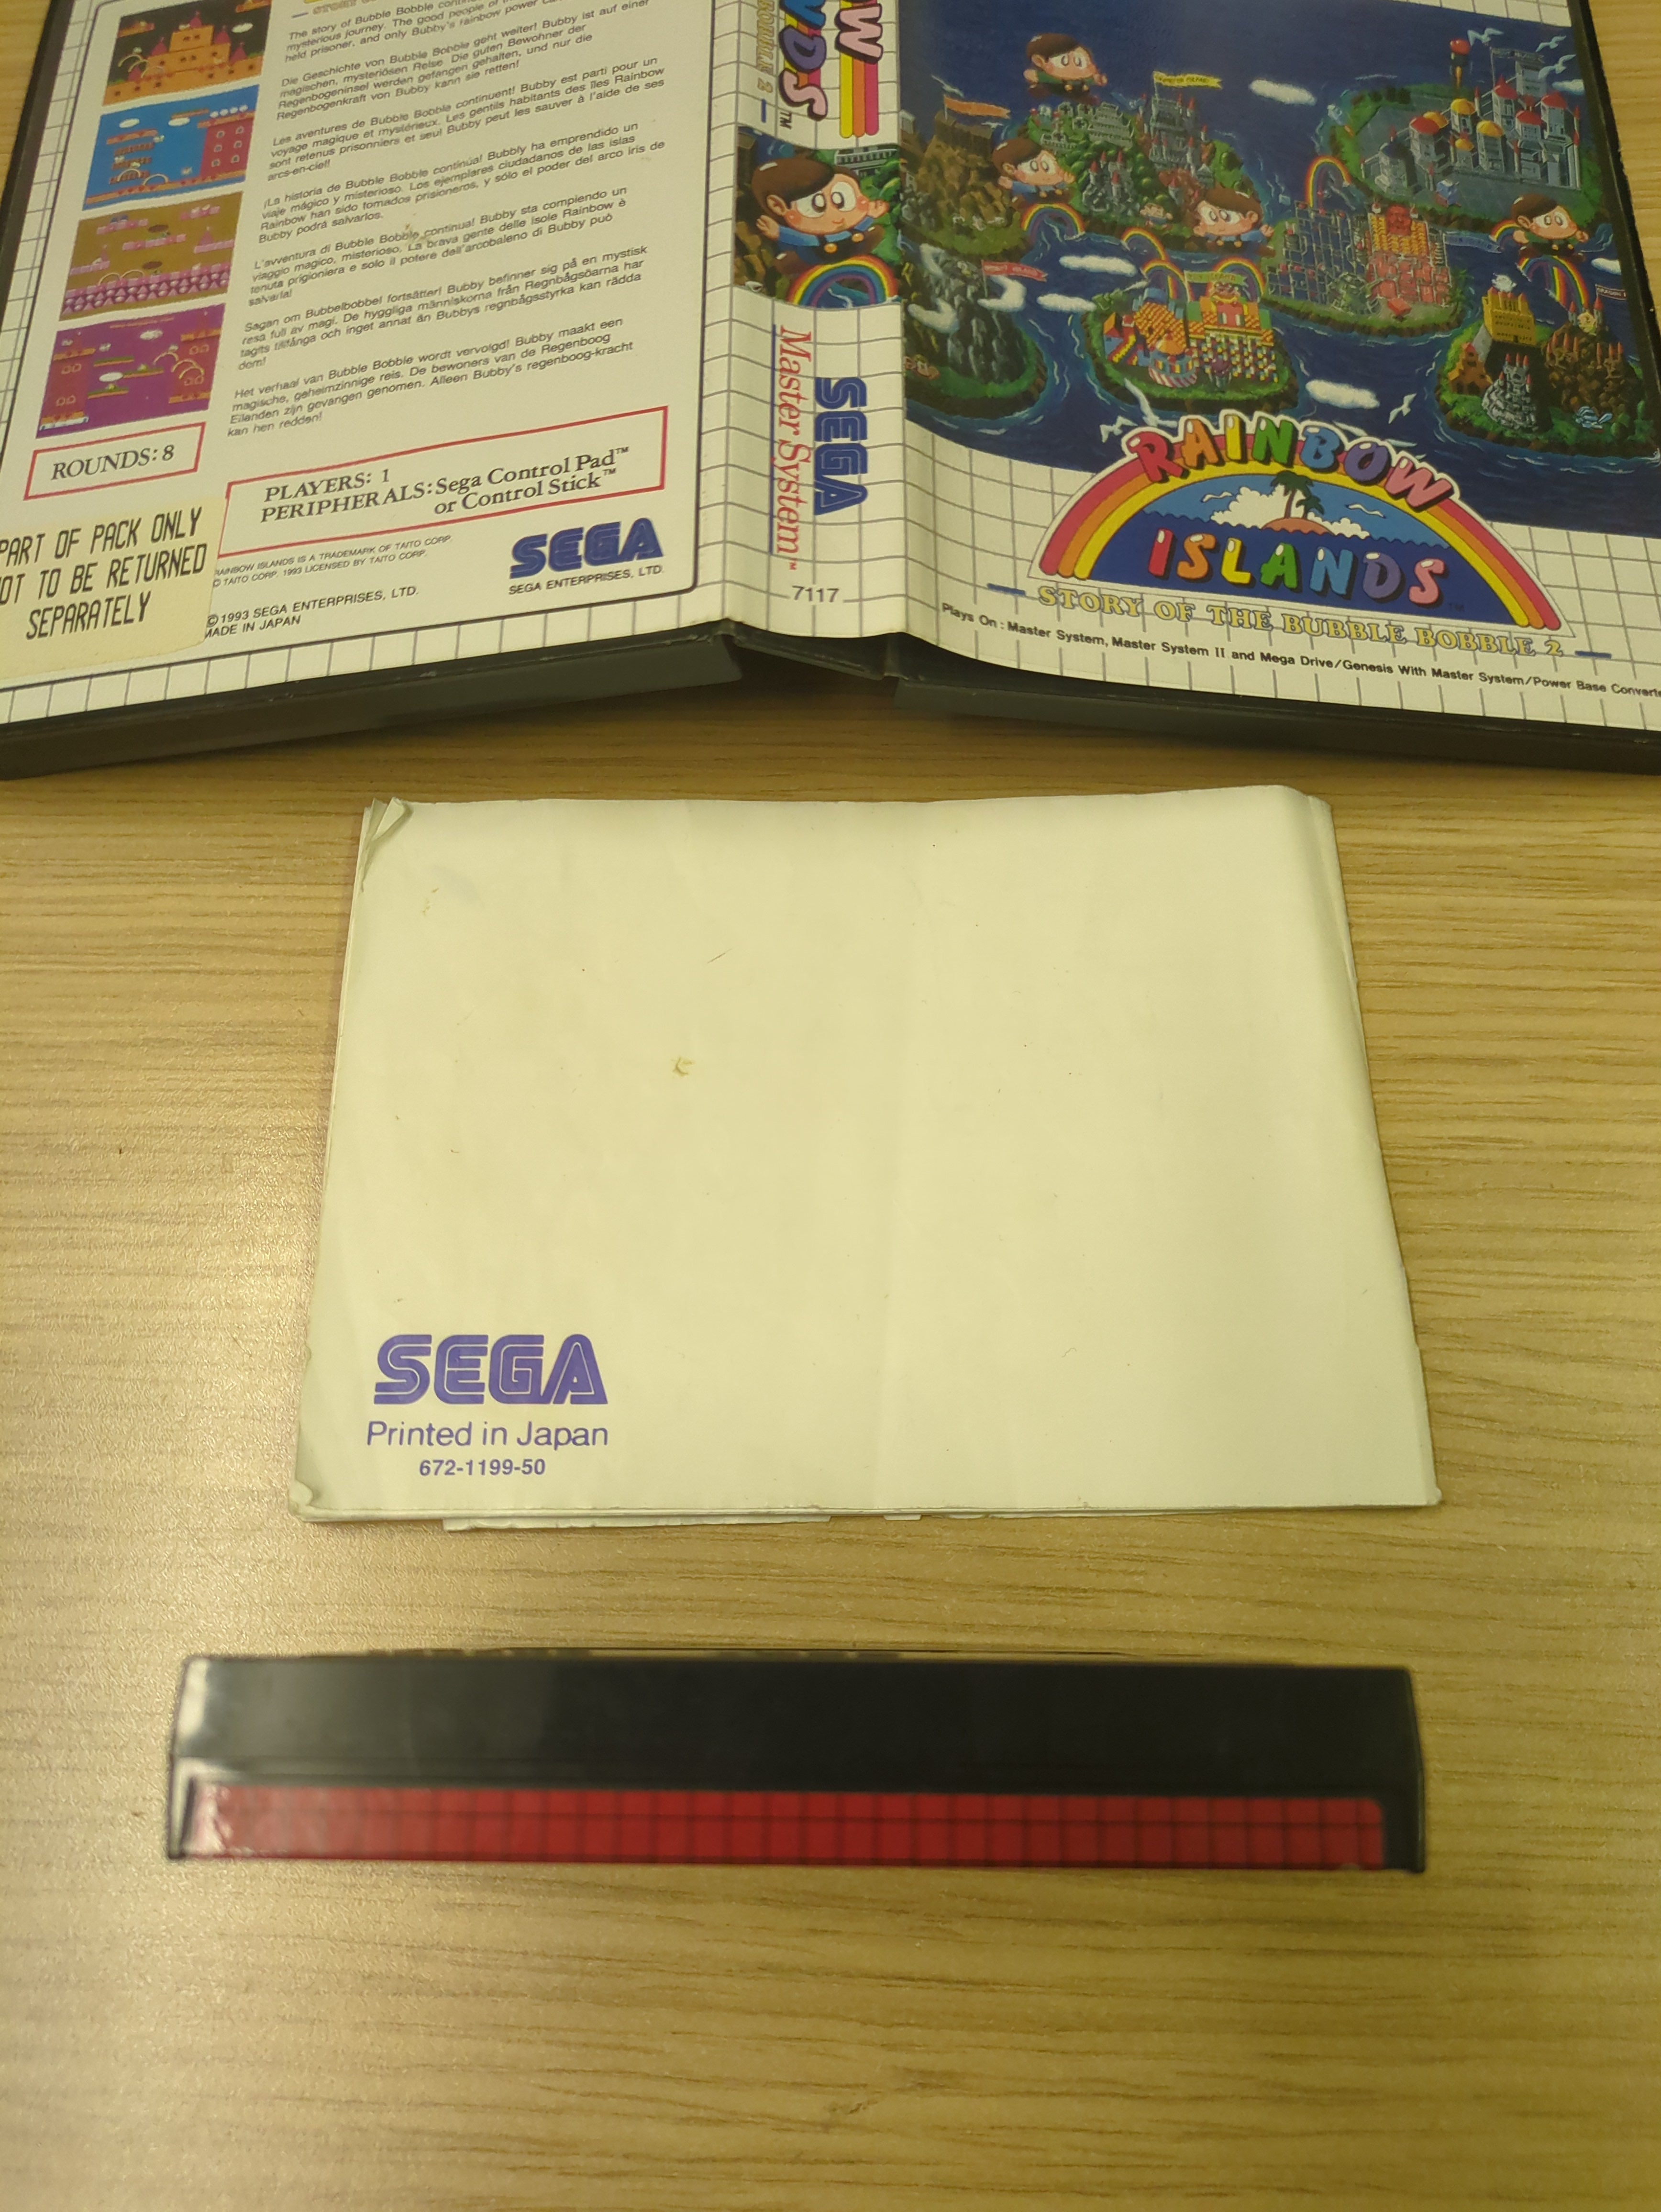 The story of Bubble Bobble
mysterious journey. The good people of
held prisoner, and only Bubby's rainbow power
Die Geschichte von Bubble Bobble geht weiter! Bubby ist auf einer
magischen, mysteriösen Reise. Die guten Bewohner der
Regenbogeninsel werden gefangen gehalten, und nur die
Regenbogenkraft von Bubby kann sie retten!
Les aventures de Bubble Bobble continuent! Bubby est parti pour un
voyage magique et mystérieux. Les gentils habitants des îles Rainbow
sont retenus prisonniers et seul Bubby peut les sauver à l'aide de ses
arcs-en-ciel!
¡La historia de Bubble Bobble continúa! Bubbly ha emprendido un
viaje mágico y misterioso. Los ejemplares ciudadanos de las islas
Rainbow han sido tomados prisioneros, y sólo el poder del arco iris de
Bubby podrá salvarlos.
L'avventura di Bubble Bobble continua! Bubby sta compiendo un
viaggio magico, misterioso. La brava gente delle isole Rainbow è
tenuta prigioniera e solo il potere dell'arcobaleno di Bubby può
salvarla!
Sagan om Bubbelbobbel fortsätter! Bubby befinner sig på en mystisk
resa full av magi. De hyggliga människorna från Regnbågsöarna har
tagits tillfånga och inget annat än Bubbys regnbågsstyrka kan rädda
dem!
Het verhaal van Bubble Bobble wordt vervolgd! Bubby maakt een
magische, geheimzinnige reis. De bewoners van de Regenboog
Eilanden zijn gevangen genomen. Alleen Bubby's regenboog-kracht
kan hen redden!
ROUNDS: 8
PLAYERS: 1
PERIPHERALS: Sega Control Pad™
or Control Stick™
PART OF PACK ONLY
NOT TO BE RETURNED
SEPARATELY
RAINBOW ISLANDS IS A TRADEMARK OF TAITO CORP.
© TAITO CORP. 1993 LICENSED BY TAITO CORP.
©1993 SEGA ENTERPRISES, LTD.
MADE IN JAPAN
SEGA
SEGA ENTERPRISES, LTD.
SEGA
Master System™
7117
RAINBOW
ISLANDS™
STORY OF THE BUBBLE BOBBLE 2
Plays On : Master System, Master System II and Mega Drive/Genesis With Master System/Power Base Converte
SEGA
Printed in Japan
672-1199-50